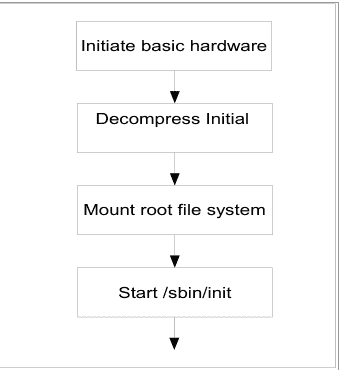 Initiate basic hardware
Decompress Initial
Mount root file system
Start /sbin/init